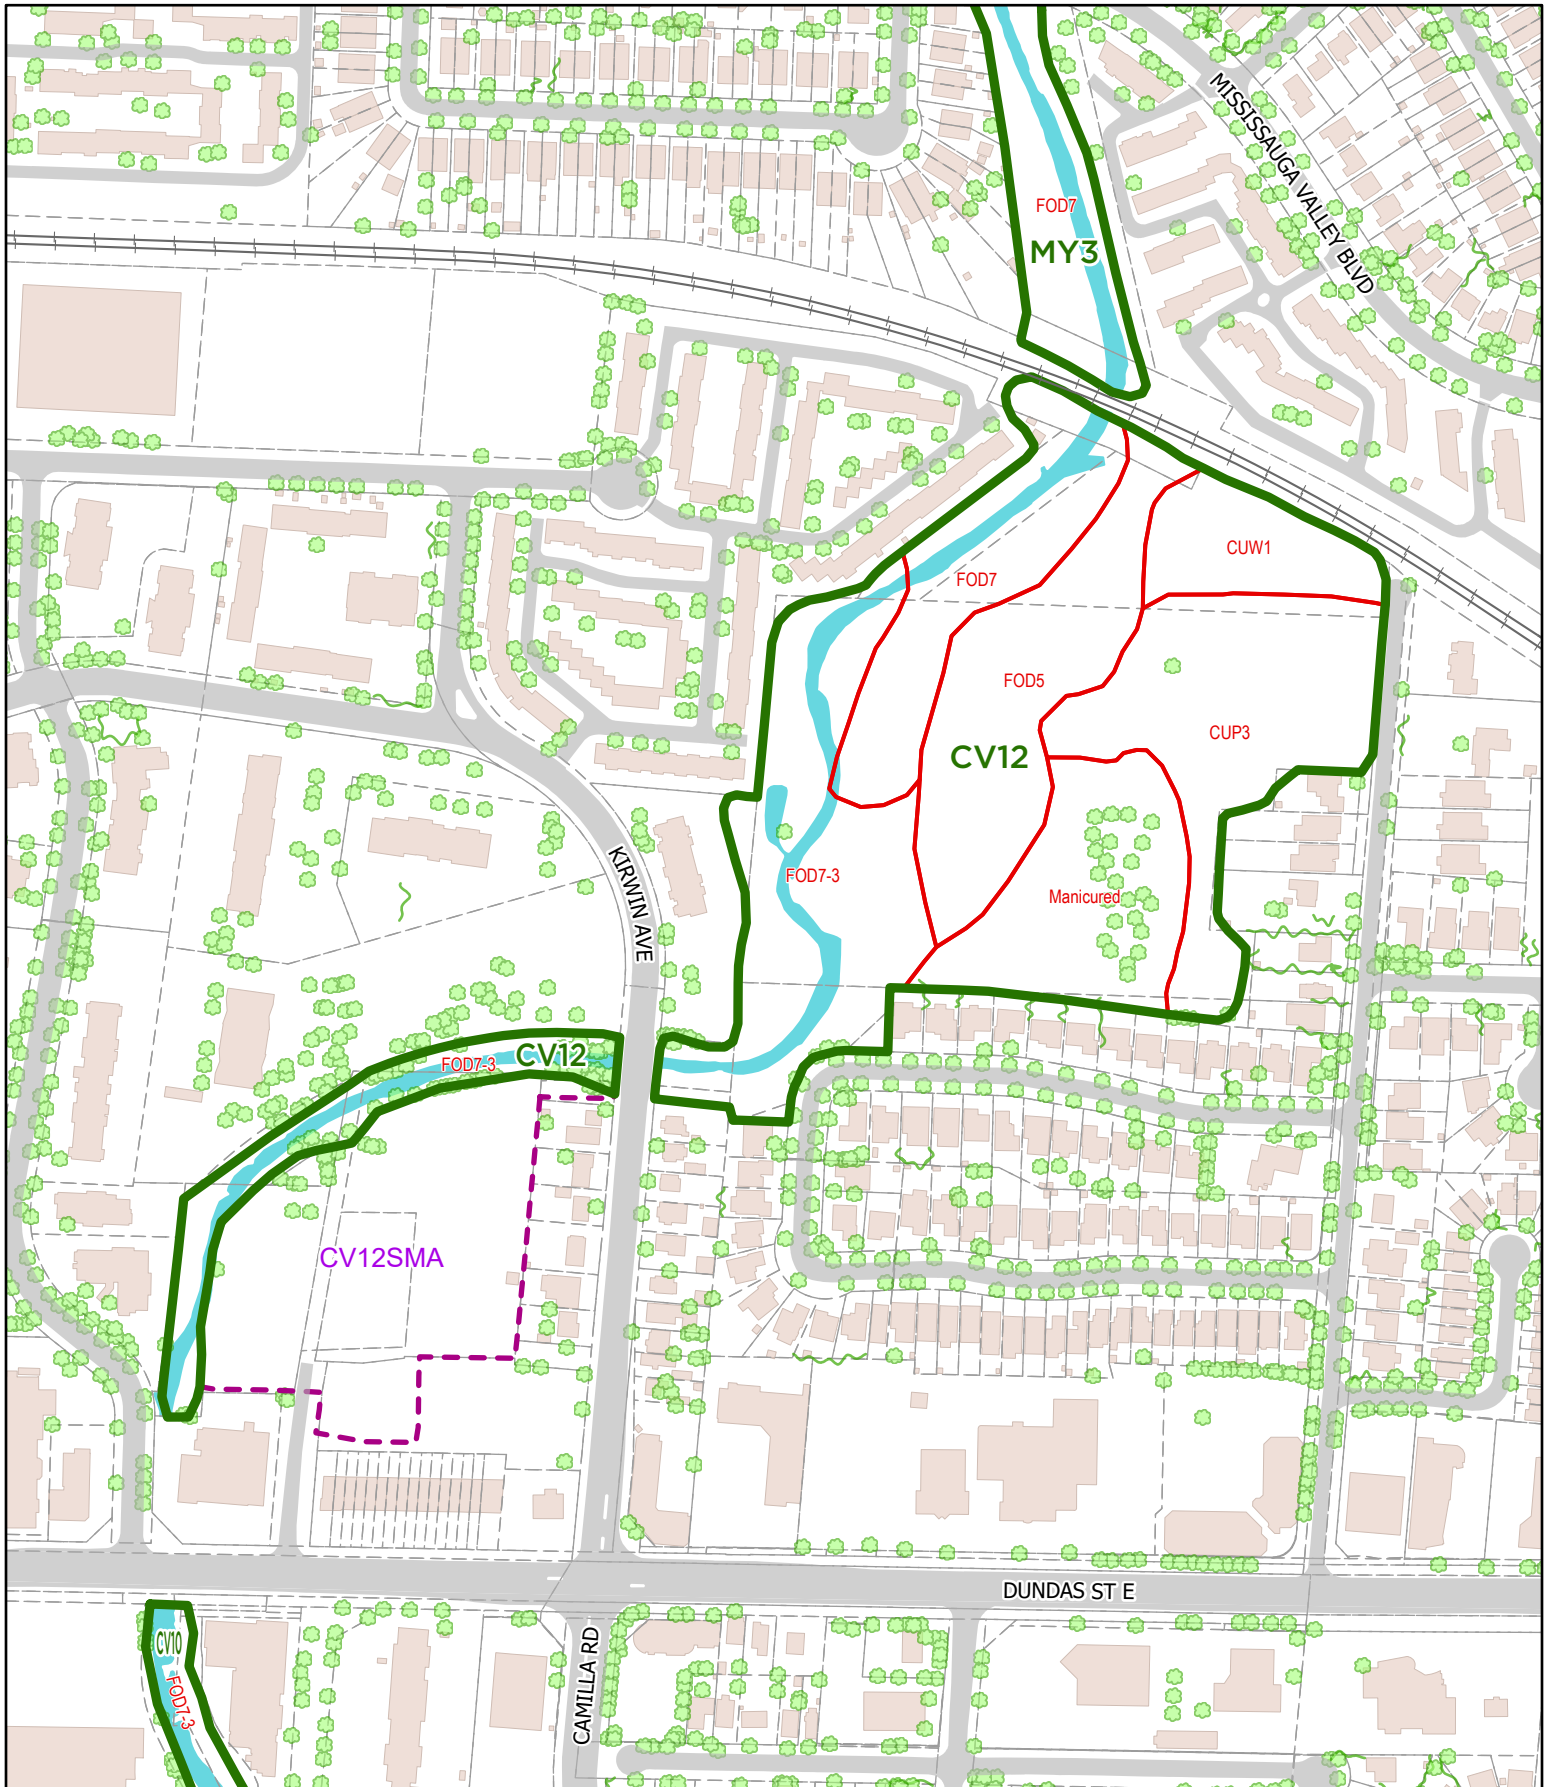 MISSISSAUGA VALLEY BLVD
FOD7
MY3
CUW1
FOD7
FOD5
CUP3
CV12
KIRWIN AVE
FOD7-3
Manicured
CV12
FOD7-3
CV12SMA
DUNDAS ST E
CV10
FOD7-3
CAMILLA RD